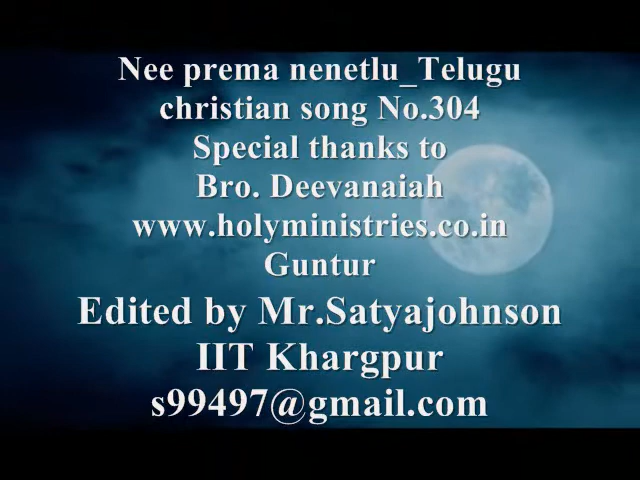 Nee prema nenetlu_Telugu
christian song No.304
Special thanks to
Bro. Deevanaiah
www.holyministries.co.in
Guntur
Edited by Mr.Satyajohnson
IIT Khargpur
s99497@gmail.com